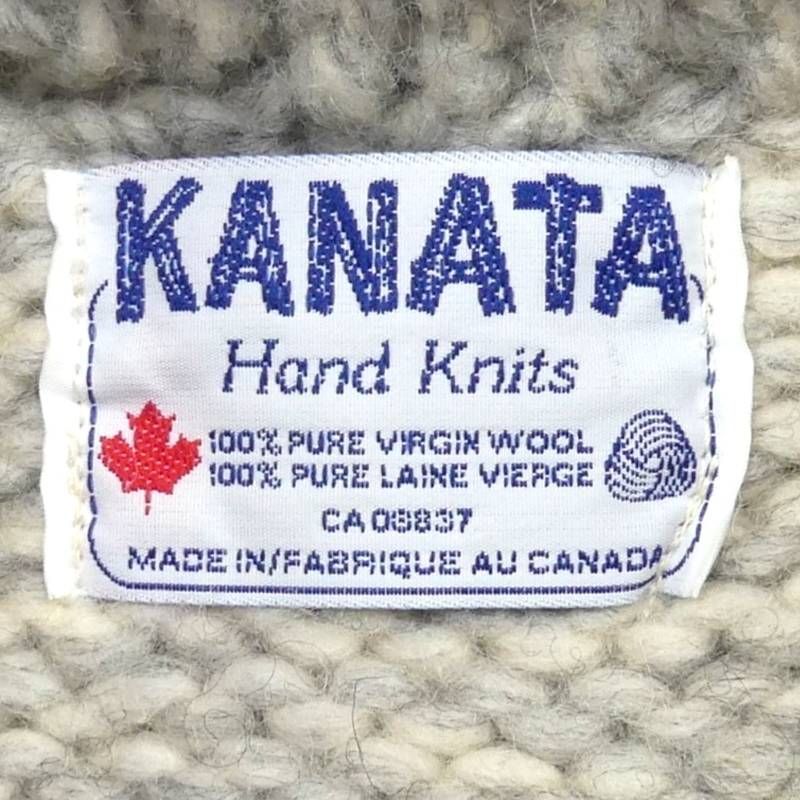 KANATA
Hand Knits
100% PURE VIRGIN WOOL
100% PURE LAINE VIERGE
CA 08837
MADE IN/FABRIQUE AU CANADA